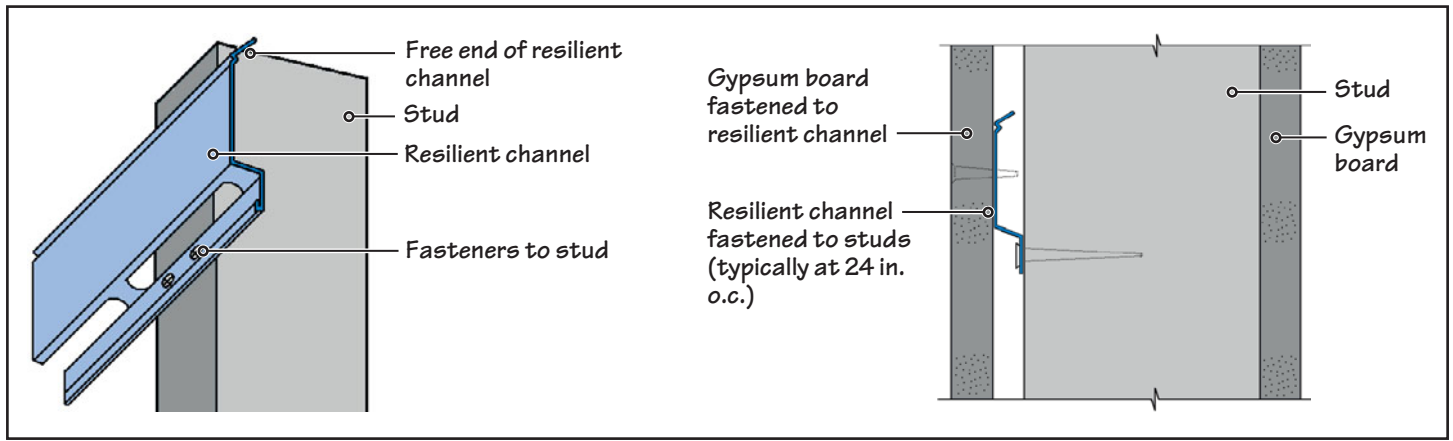 Free end of resilient
channel
Stud
Resilient channel
Fasteners to stud
Gypsum board
fastened to
resilient channel
Resilient channel
fastened to studs
(typically at 24 in.
o.c.)
Stud
Gypsum
board